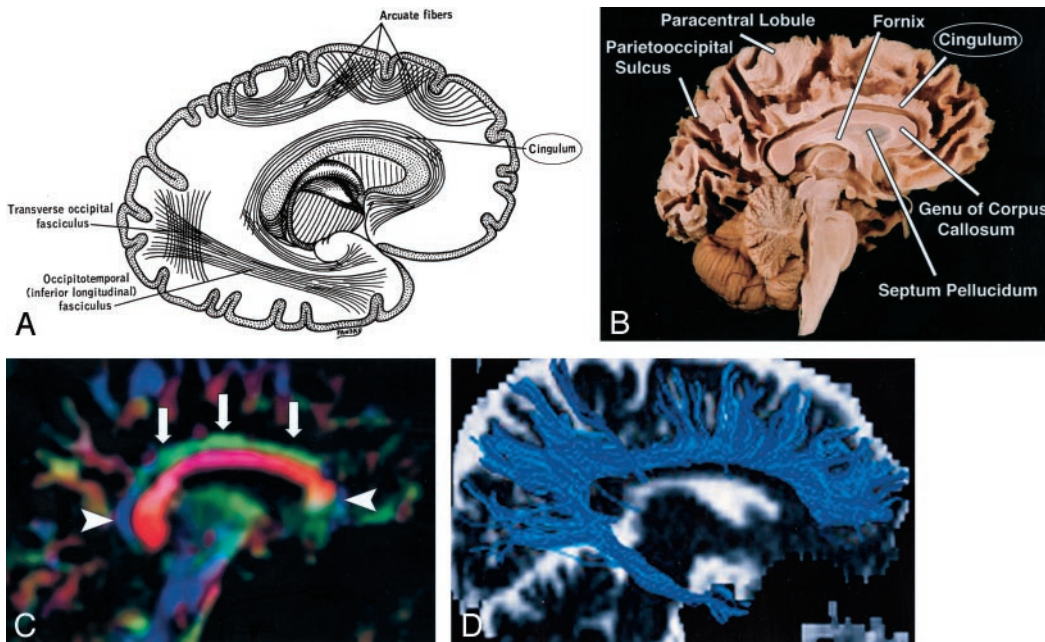 Arcuate fibers
Cingulum
Transverse occipital
fasciculus
Occipitotemporal
(inferior longitudinal)
fasciculus
A
Paracentral Lobule
Fornix
Parietooccipital
Sulcus
Cingulum
Genu of Corpus
Callosum
Septum Pellucidum
B
C
D